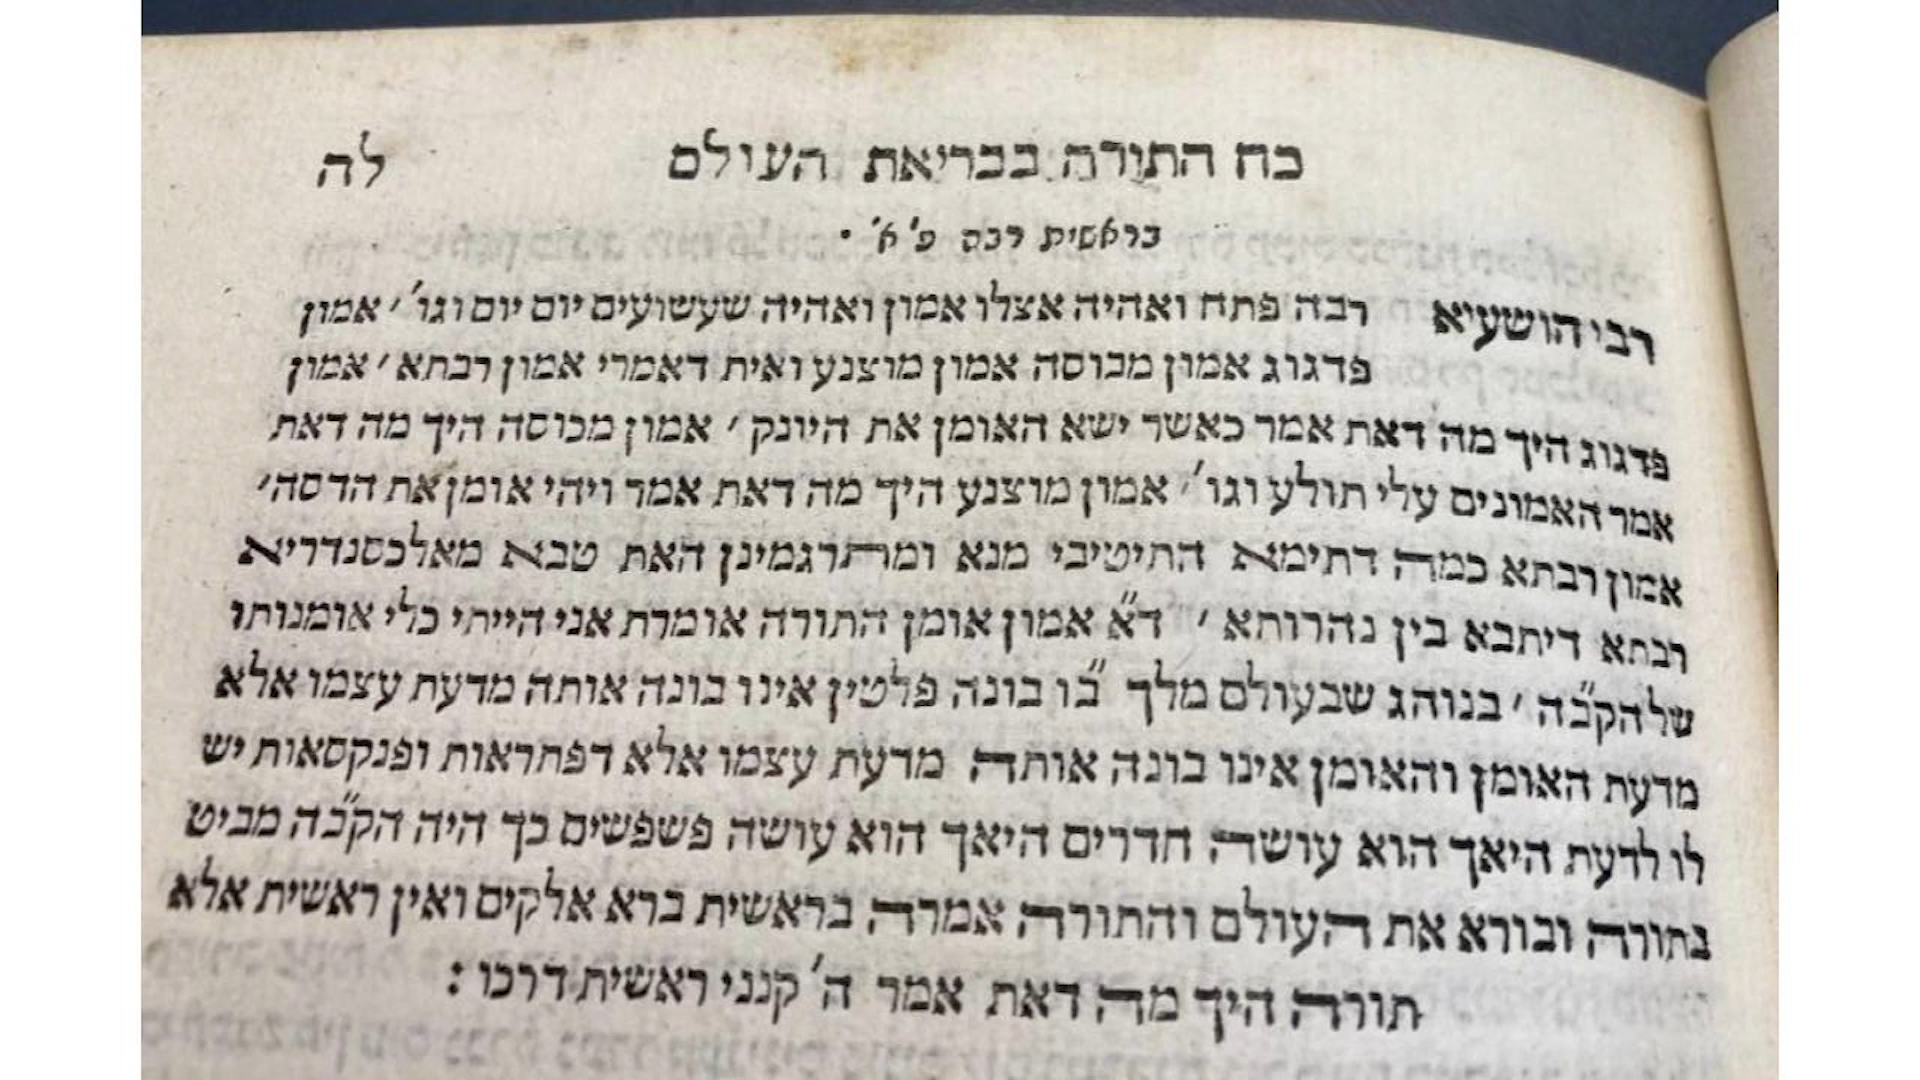 כח התורה בבריאת העולם לה
בראשית רבה פ' א' •
רבי הושעיא רבה פתח ואהיה אצלו אמון ואהיה שעשועים יום יום וגו' ׳ אמון
פדגוג אמון מכוסה אמון מוצנע ואית דאמרי אמון רבתא ׳ אמון
פדגוג היך מה דאת אמר כאשר ישא האומן את היונק ׳ אמון מכוסה היך מה דאת
אמר האמונים עלי תולע וגו' ׳ אמון מוצנע היך מה דאת אמר ויהי אומן את הדסה ׳
אמון רבתא כמה דתימא התיטיבי מנא ומתרגמינן האת טבא מאלכסנדריא
רבתא דיתבא בין נהרותא ׳ ד"א אמון אומן התורה אומרת אני הייתי כלי אומנותו
של הקב"ה ׳ בנוהג שבעולם מלך ב"ו בונה פלטין אינו בונה אותה מדעת עצמו אלא
מדעת האומן והאומן אינו בונה אותה מדעת עצמו אלא דפתראות ופנקסאות יש
לו לדעת היאך הוא עושה חדרים היאך הוא עושה פשפשים כך היה הקב"ה מביט
בתורה ובורא את העולם והתורה אמרה בראשית ברא אלקים ואין ראשית אלא
תורה היך מה דאת אמר ה' קנני ראשית דרכו :